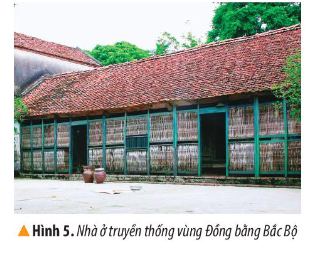 ▲ Hình 5. Nhà ở truyền thống vùng Đồng bằng Bắc Bộ